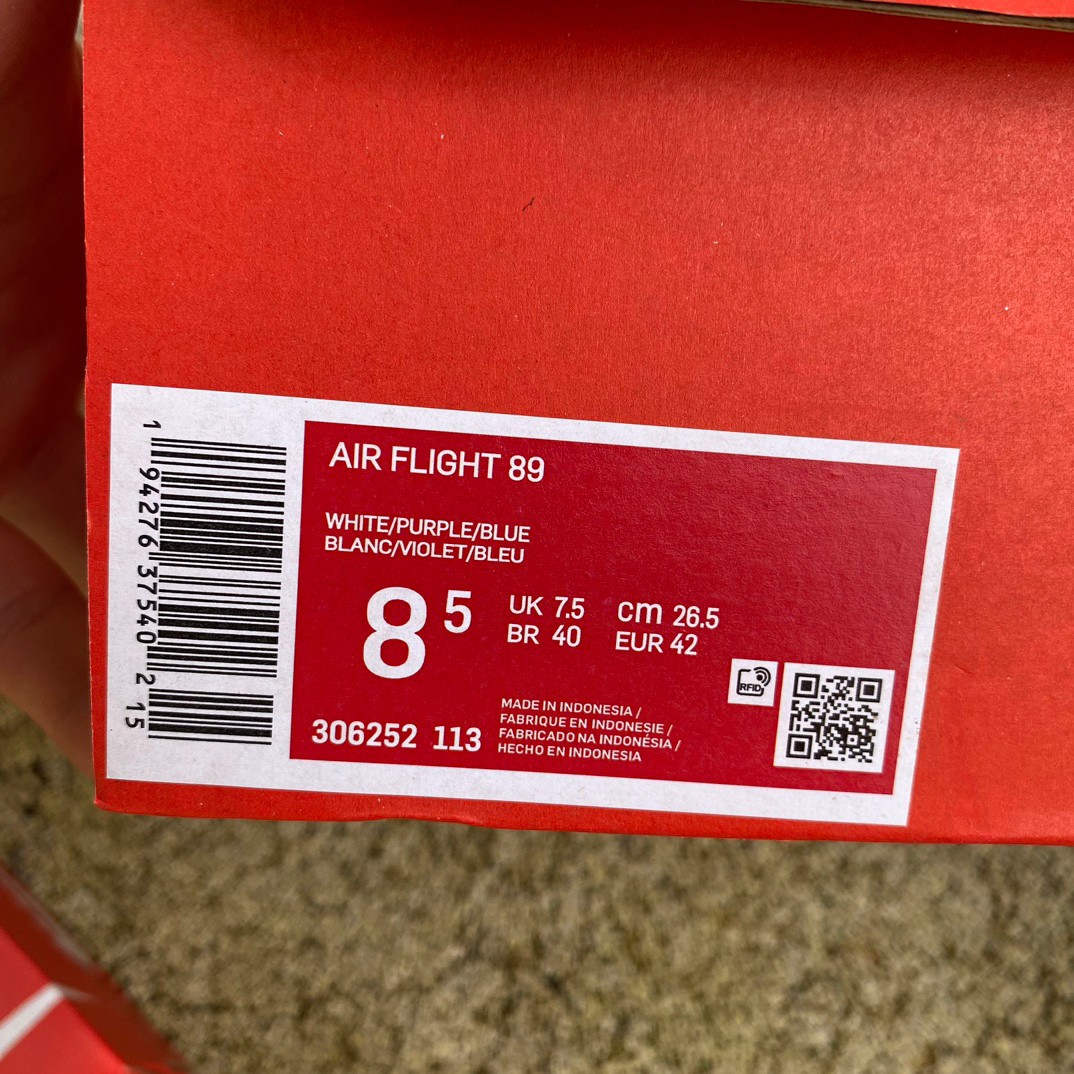 1 94276 37540 2 15
AIR FLIGHT 89
WHITE/PURPLE/BLUE
BLANC/VIOLET/BLEU
8 5
UK 7.5 cm 26.5
BR 40 EUR 42
RFID
306252 113
MADE IN INDONESIA /
FABRIQUE EN INDONESIE /
FABRICADO NA INDONÉSIA /
HECHO EN INDONESIA